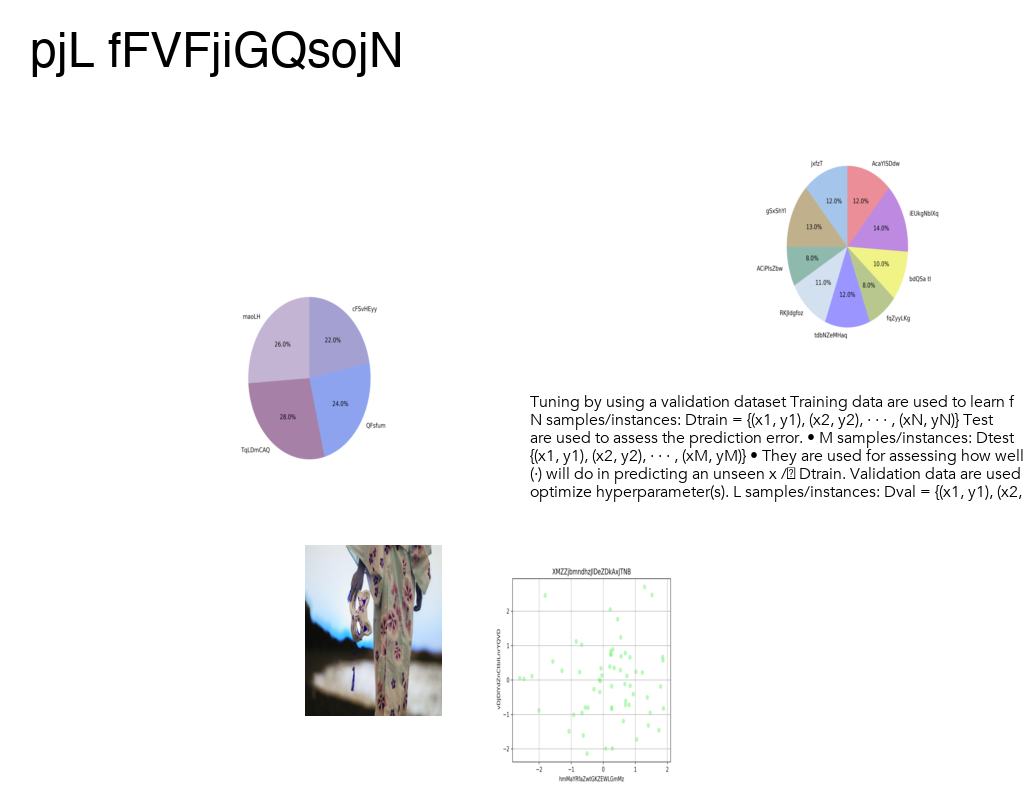 pjL fFVFjiGQsojN
jxfzT
AcaYlSDdw
gSxShYl
iEUkgNbIXq
12.0%
12.0%
13.0%
14.0%
8.0%
10.0%
ACiPIsZbw
bdQSa tl
11.0%
8.0%
12.0%
RKJldgfoz
fqZyyLKg
tdbNZeMHaq
maoLH
cFSvHEyy
26.0%
22.0%
28.0%
24.0%
TqLDmCAQ
QFsfum
Tuning by using a validation dataset Training data are used to learn f
N samples/instances: Dtrain = {(x1, y1), (x2, y2), · · · , (xN, yN)} Test
are used to assess the prediction error. • M samples/instances: Dtest
{(x1, y1), (x2, y2), · · · , (xM, yM)} • They are used for assessing how well
(·) will do in predicting an unseen x / Dtrain. Validation data are used
optimize hyperparameter(s). L samples/instances: Dval = {(x1, y1), (x2,
XMZZjbmndhzJlDeZDkAxJTNB
2
1
0
−1
−2
−2 −1 0 1 2
hmMaYRfaZwtGKZEWLGmMz